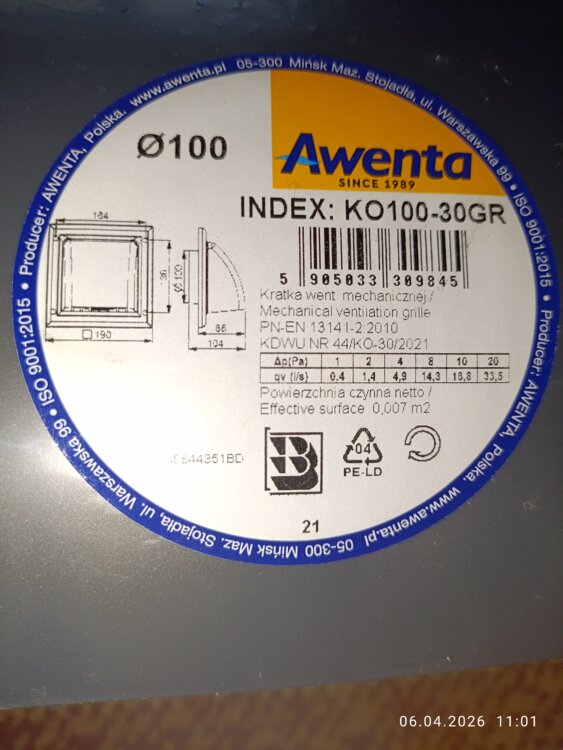 Producer: AWENTA, Polska. www.awenta.pl 05-300 Mińsk Maz. Stojadła, ul. Warszawska 99 • ISO 9001:2015 •
Producer: AWENTA, Polska. www.awenta.pl 05-300 Mińsk Maz. Stojadła, ul. Warszawska 99 • ISO 9001:2015 •
Ø100
Awenta
SINCE 1989
INDEX: KO100-30GR
5 905033 309845
164
Ø 100
190
86
104
Kratka went. mechanicznej /
Mechanical ventilation grille
PN-EN 13141-2:2010
KDWU NR 44/KO-30/2021
Δp(Pa) 1 2 4 8 10 20
qv (l/s) 0,4 1,4 4,9 14,3 18,8 33,5
Powierzchnia czynna netto /
Effective surface 0,007 m2
04
PE-LD
21
06.04.2026 11:01